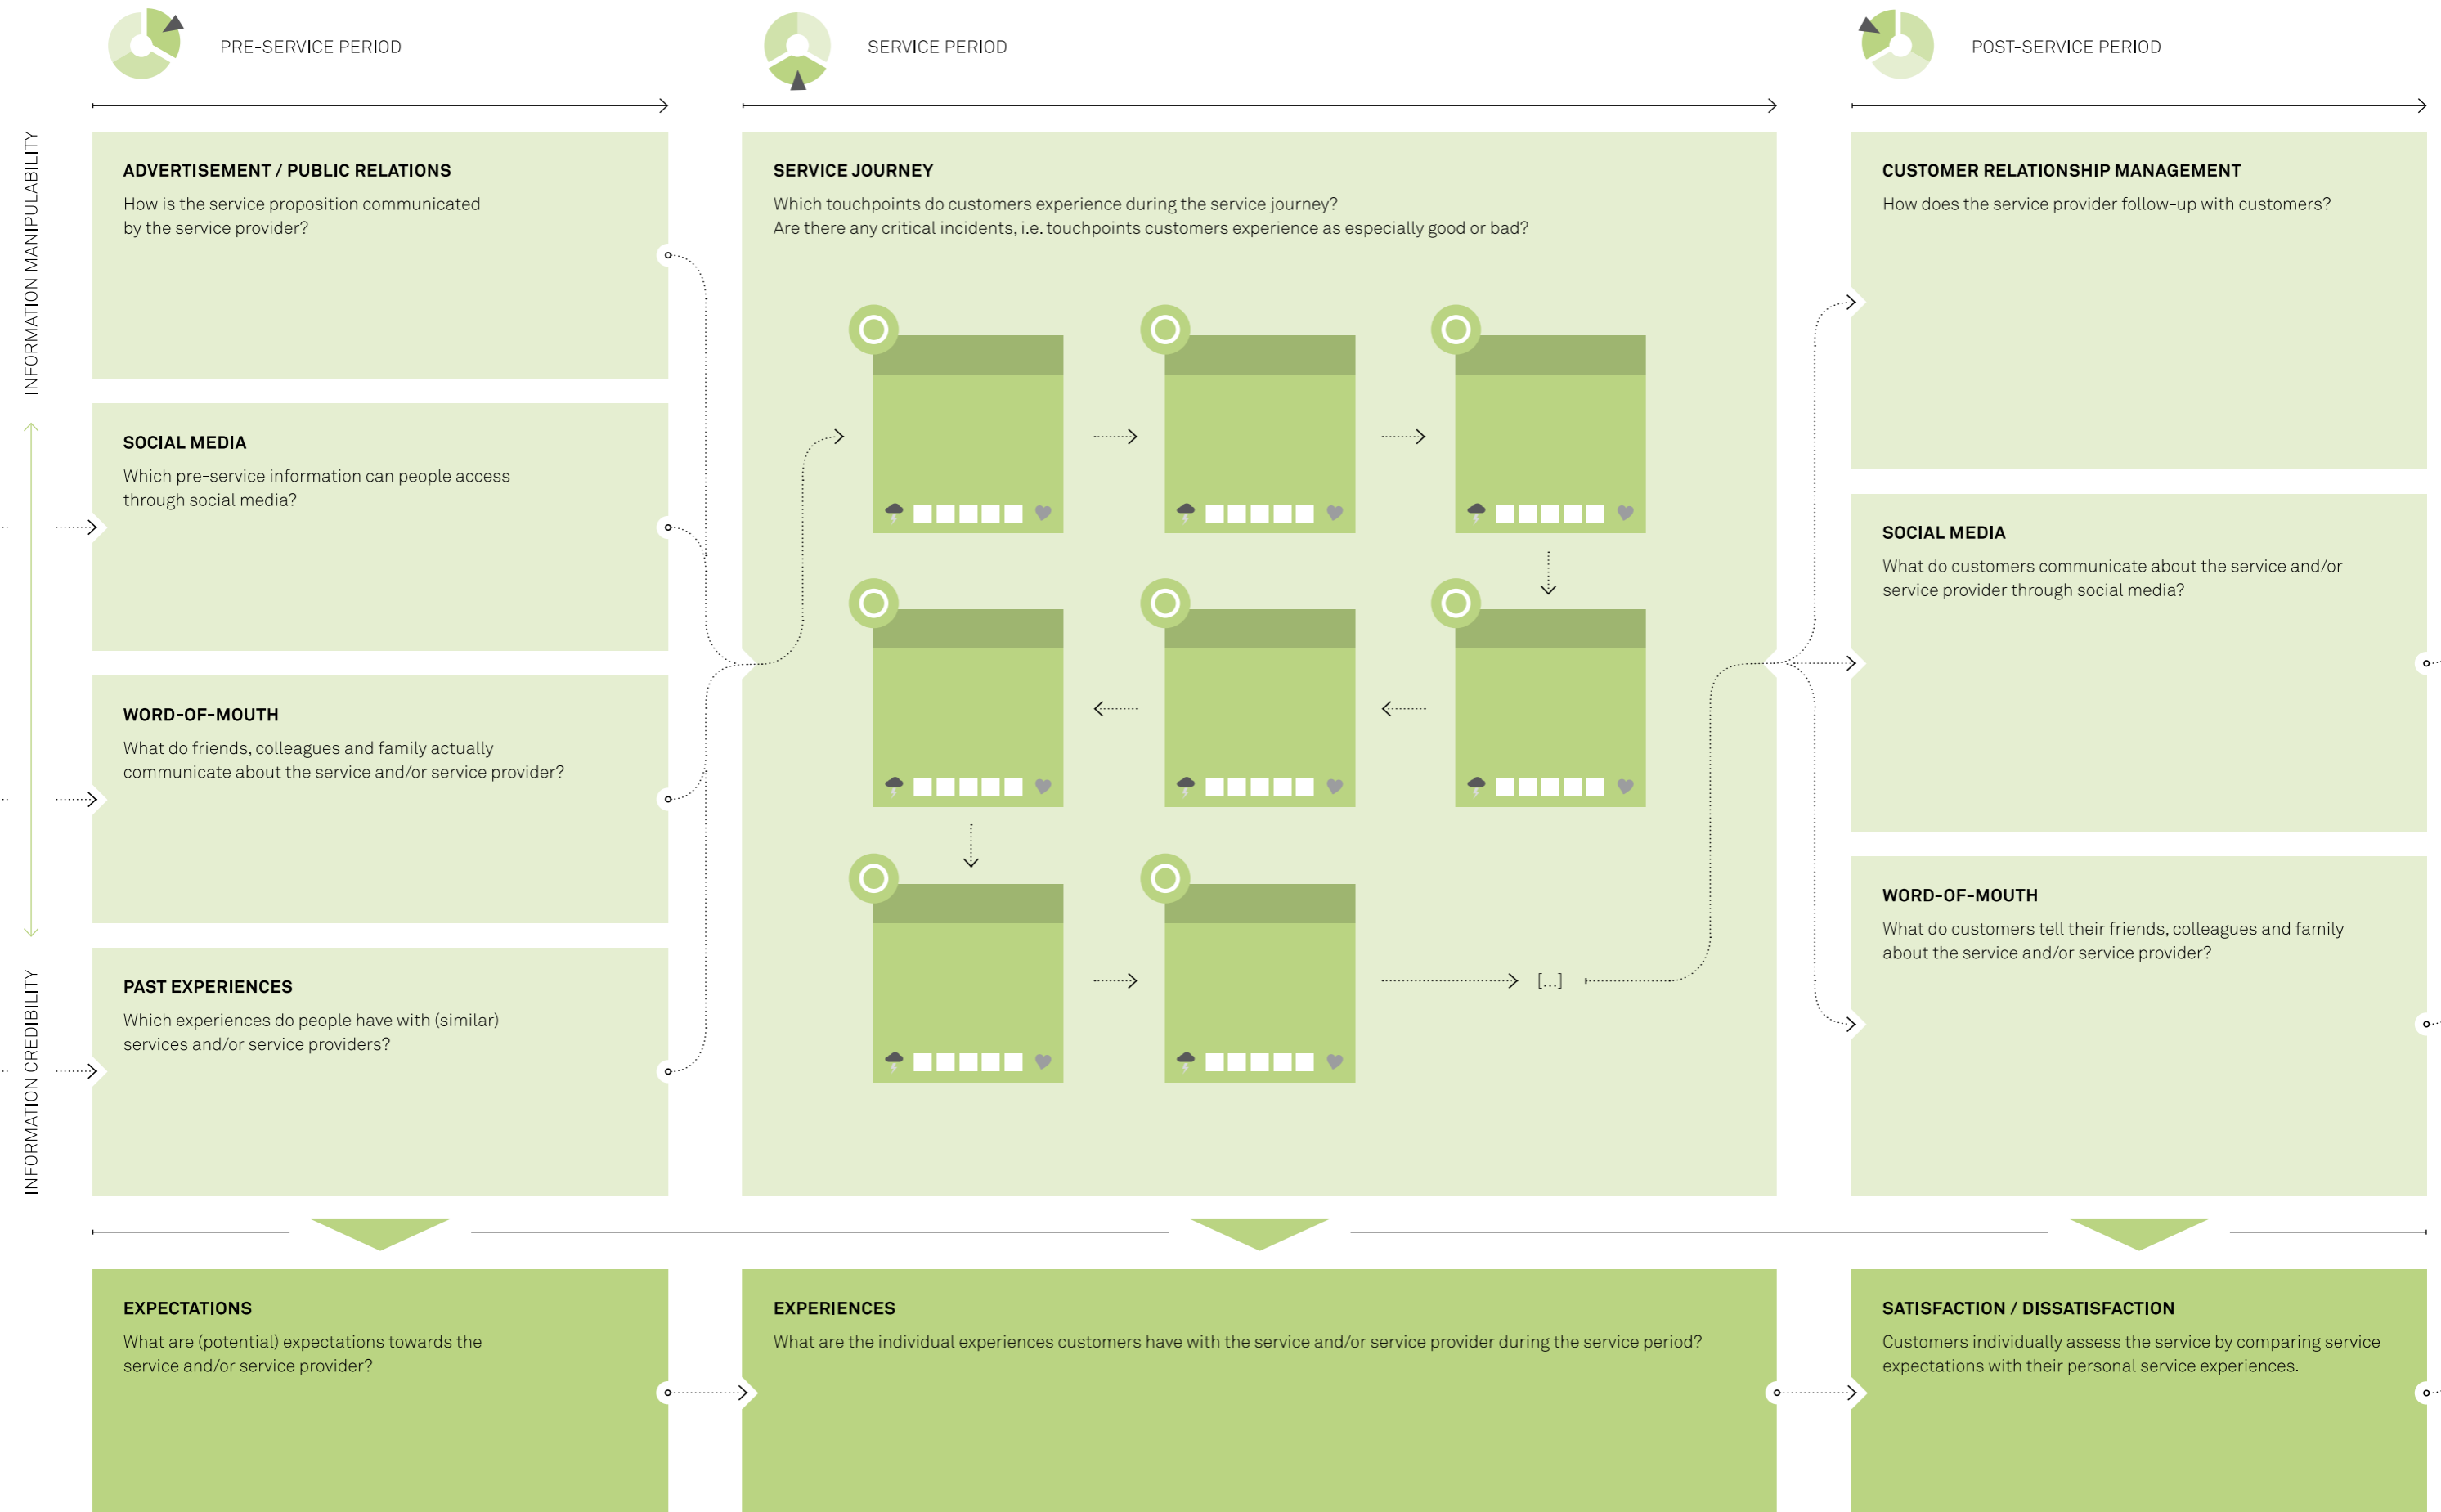 PRE-SERVICE PERIOD
SERVICE PERIOD
POST-SERVICE PERIOD
INFORMATION MANIPULABILITY
INFORMATION CREDIBILITY
ADVERTISEMENT / PUBLIC RELATIONS
How is the service proposition communicated
by the service provider?
SOCIAL MEDIA
Which pre-service information can people access
through social media?
WORD-OF-MOUTH
What do friends, colleagues and family actually
communicate about the service and/or service provider?
PAST EXPERIENCES
Which experiences do people have with (similar)
services and/or service providers?
SERVICE JOURNEY
Which touchpoints do customers experience during the service journey?
Are there any critical incidents, i.e. touchpoints customers experience as especially good or bad?
[...]
CUSTOMER RELATIONSHIP MANAGEMENT
How does the service provider follow-up with customers?
SOCIAL MEDIA
What do customers communicate about the service and/or
service provider through social media?
WORD-OF-MOUTH
What do customers tell their friends, colleagues and family
about the service and/or service provider?
EXPECTATIONS
What are (potential) expectations towards the
service and/or service provider?
EXPERIENCES
What are the individual experiences customers have with the service and/or service provider during the service period?
SATISFACTION / DISSATISFACTION
Customers individually assess the service by comparing service
expectations with their personal service experiences.